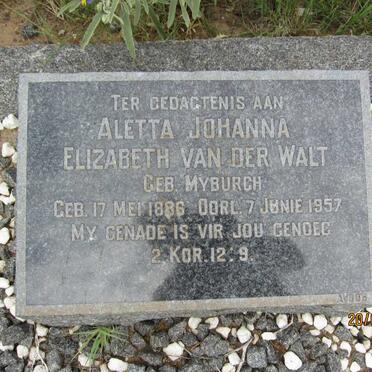 TER GEDAGTENIS AAN
ALETTA JOHANNA
ELIZABETH VAN DER WALT
GEB. MYBURGH
GEB. 17 MEI 1886 OORL. 7 JUNIE 1957
MY GENADE IS VIR JOU GENOEG
2. KOR. 12:9.